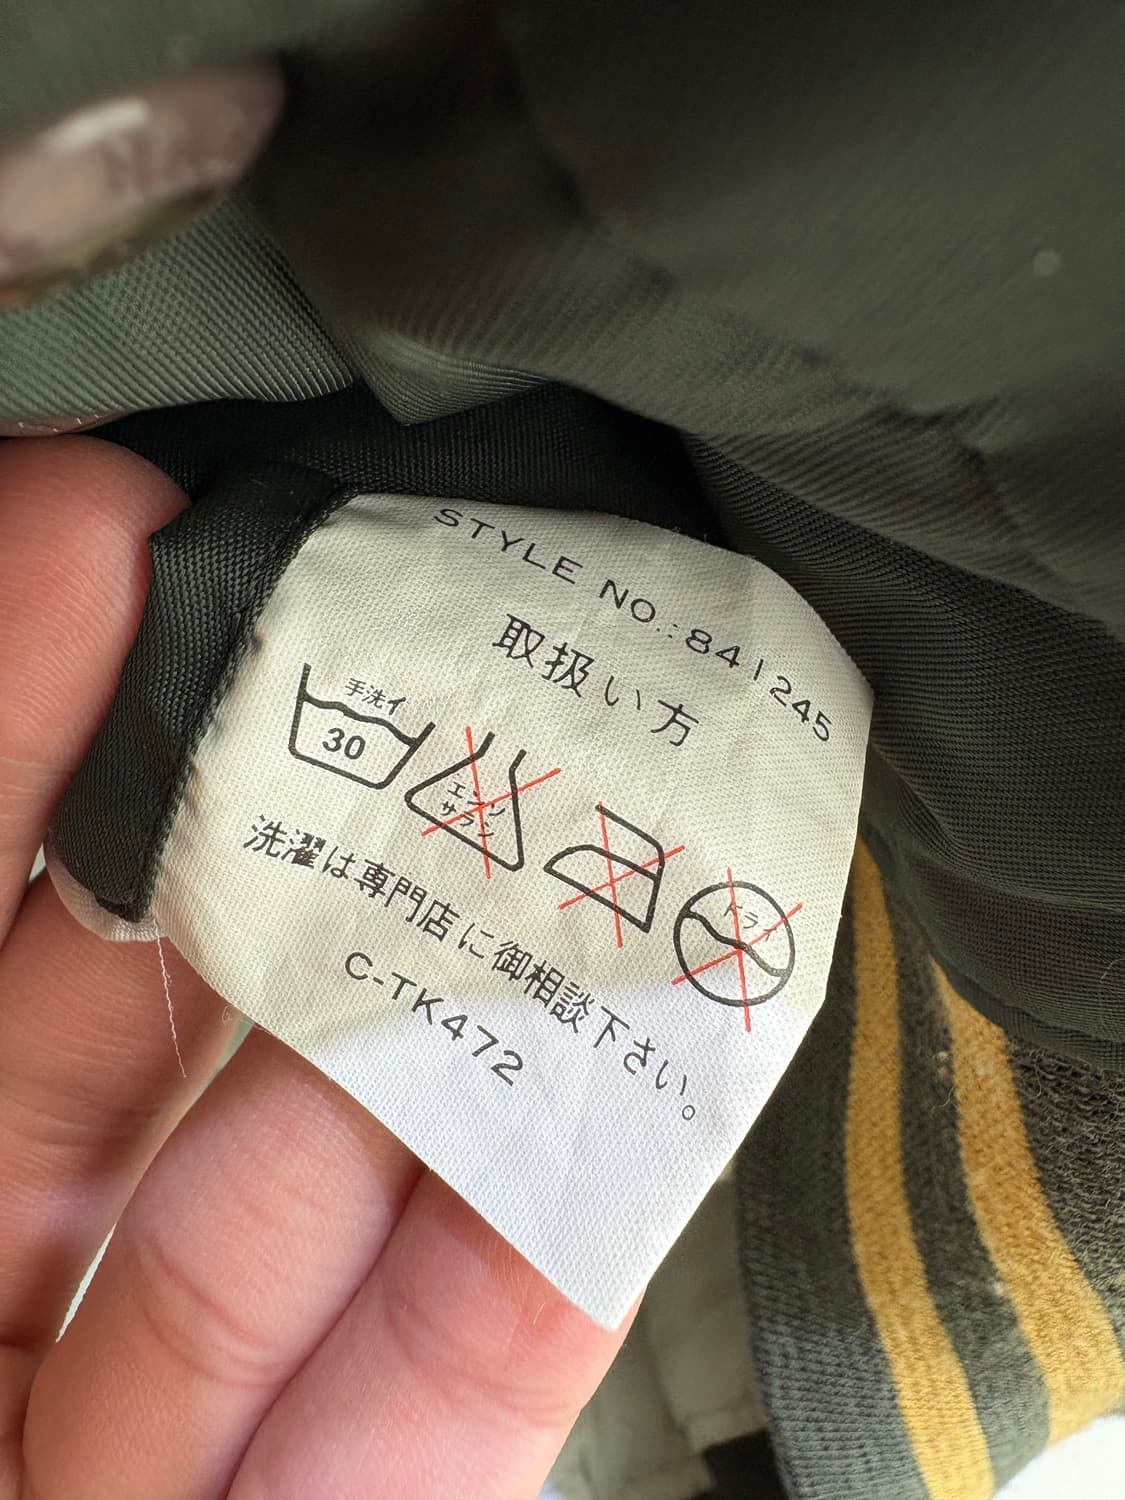 STYLE NO.:841245
取扱い方
手洗イ
30
エンソ
サラシ
ドライ
洗濯は専門店に御相談下さい。
C-TK472